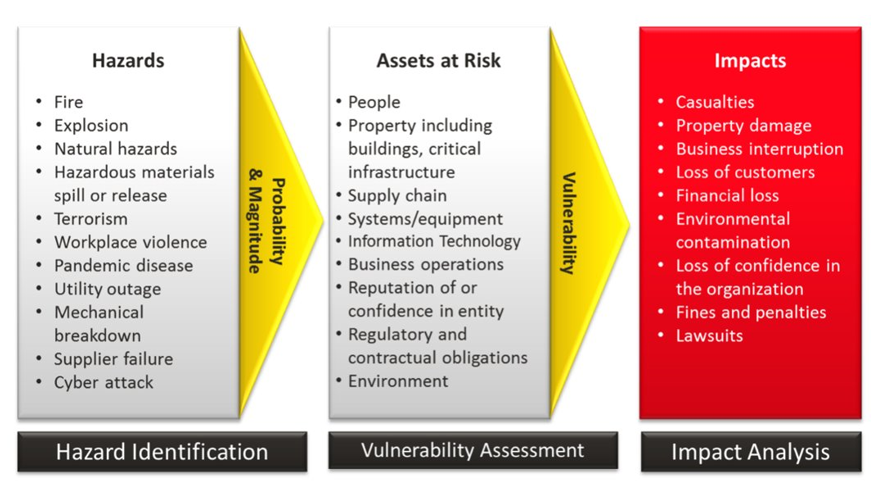 Hazards
• Fire
• Explosion
• Natural hazards
• Hazardous materials
spill or release
• Terrorism
• Workplace violence
• Pandemic disease
• Utility outage
• Mechanical
breakdown
• Supplier failure
• Cyber attack
Probability
& Magnitude
Hazard Identification
Assets at Risk
• People
• Property including
buildings, critical
infrastructure
• Supply chain
• Systems/equipment
• Information Technology
• Business operations
• Reputation of or
confidence in entity
• Regulatory and
contractual obligations
• Environment
Vulnerability
Vulnerability Assessment
Impacts
• Casualties
• Property damage
• Business interruption
• Loss of customers
• Financial loss
• Environmental
contamination
• Loss of confidence in
the organization
• Fines and penalties
• Lawsuits
Impact Analysis